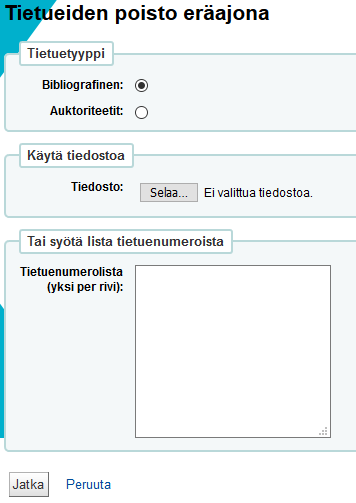 Tietueiden poisto eräajona
Tietuetyyppi
Bibliografinen:
Auktoriteetit:
Käytä tiedostoa
Tiedosto: Selaa... Ei valittua tiedostoa.
Tai syötä lista tietuenumeroista
Tietuenumerolista
(yksi per rivi):
Jatka Peruuta